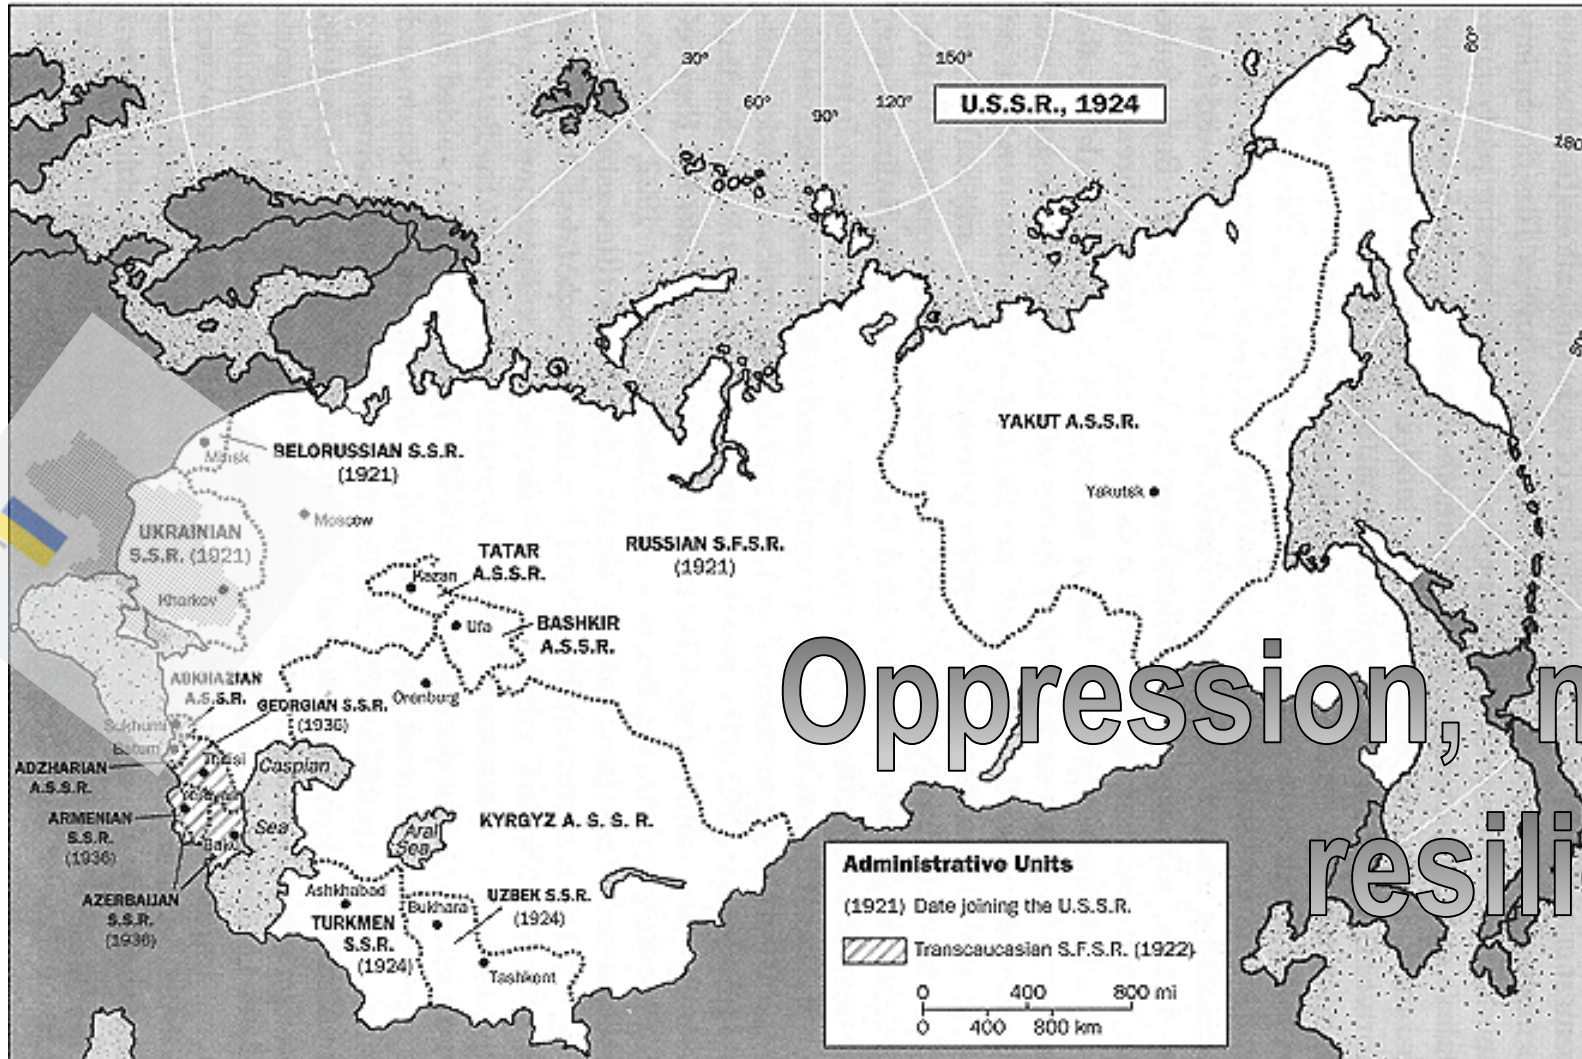 30°
150°
60°
60°
90°
120°
U.S.S.R., 1924
180°
BELORUSSIAN S.S.R.
(1921)
Minsk
Moscow
UKRAINIAN
S.S.R. (1921)
Kharkov
TATAR
A.S.S.R.
Kazan
RUSSIAN S.F.S.R.
(1921)
YAKUT A.S.S.R.
Yakutsk
Ufa
BASHKIR
A.S.S.R.
Orenburg
ABKHAZIAN
A.S.S.R.
GEORGIAN S.S.R.
(1936)
Sukhumi
Batum
ADZHARIAN
A.S.S.R.
Caspian
Sea
ARMENIAN
S.S.R.
(1936)
Baku
AZERBAIJAN
S.S.R.
(1936)
Aral
Sea
KYRGYZ A. S. S. R.
Ashkhabad
TURKMEN
S.S.R.
(1924)
Bukhara
UZBEK S.S.R.
(1924)
Tashkent
Oppression, 
resili
Administrative Units
(1921) Date joining the U.S.S.R.
Transcaucasian S.F.S.R. (1922)
0 400 800 mi
0 400 800 km